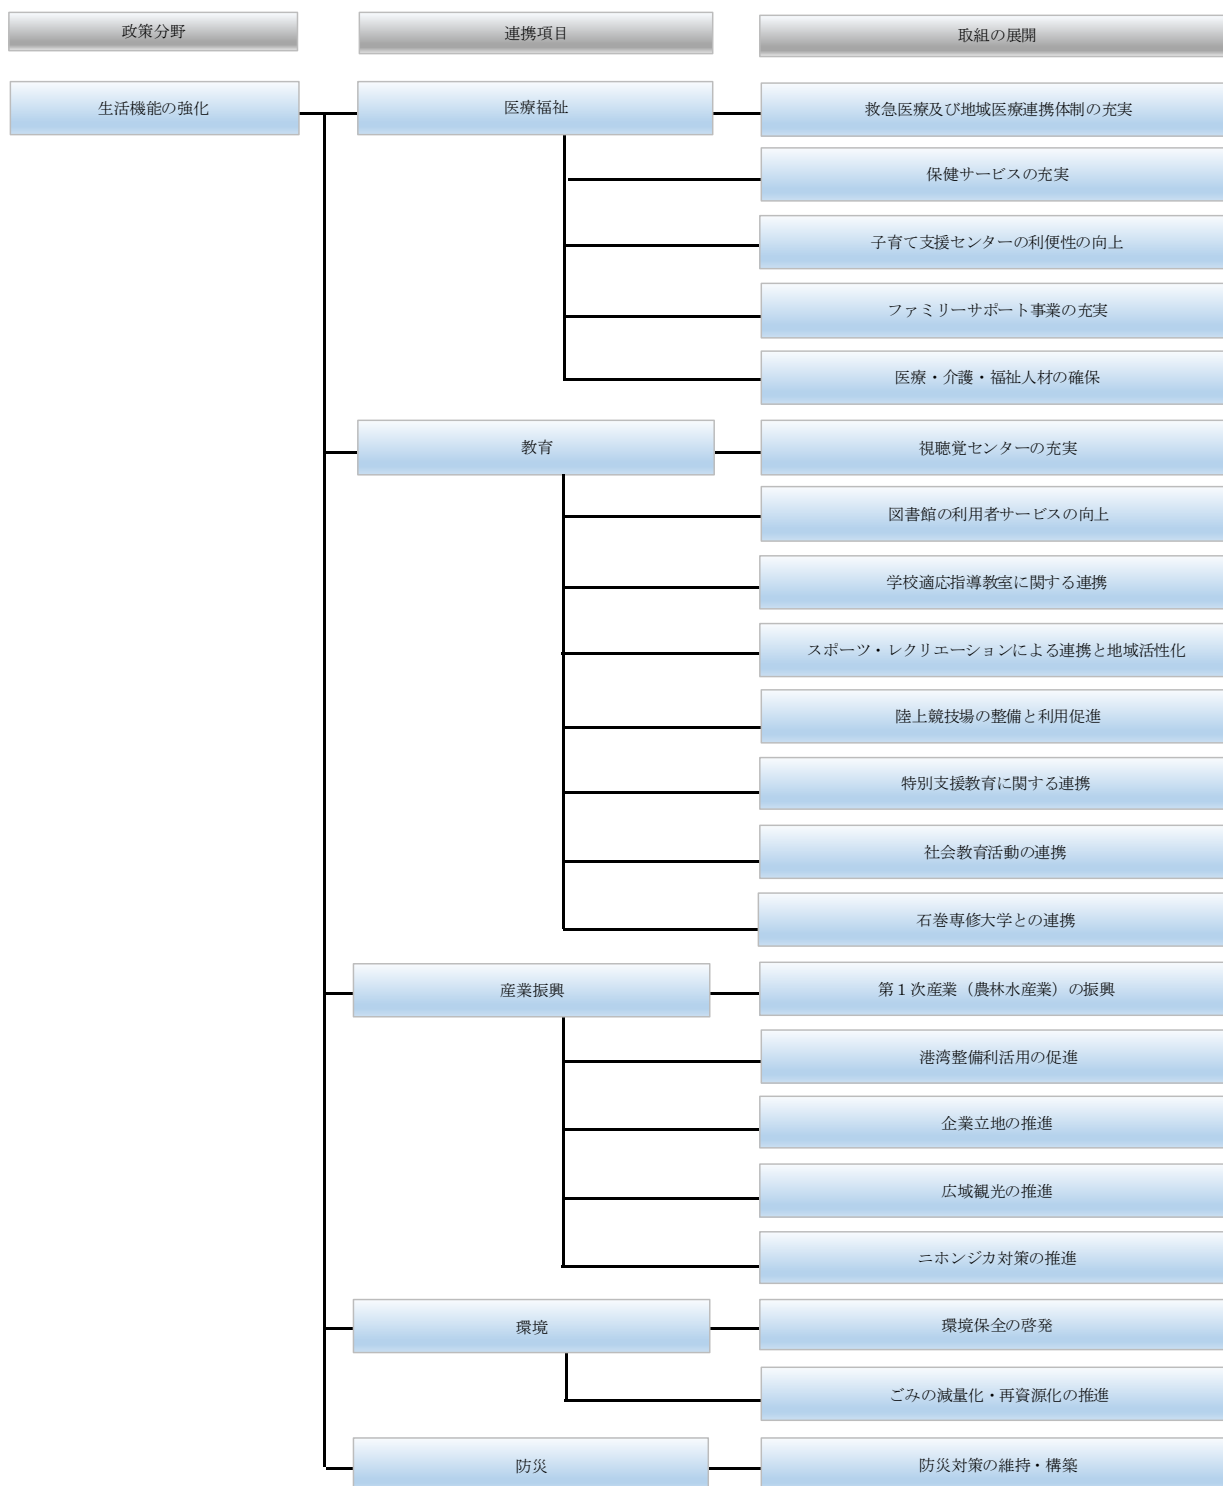 政策分野
連携項目
取組の展開
生活機能の強化
医療福祉
救急医療及び地域医療連携体制の充実
保健サービスの充実
子育て支援センターの利便性の向上
ファミリーサポート事業の充実
医療・介護・福祉人材の確保
教育
視聴覚センターの充実
図書館の利用者サービスの向上
学校適応指導教室に関する連携
スポーツ・レクリエーションによる連携と地域活性化
陸上競技場の整備と利用促進
特別支援教育に関する連携
社会教育活動の連携
石巻専修大学との連携
産業振興
第１次産業（農林水産業）の振興
港湾整備利活用の促進
企業立地の推進
広域観光の推進
ニホンジカ対策の推進
環境
環境保全の啓発
ごみの減量化・再資源化の推進
防災
防災対策の維持・構築